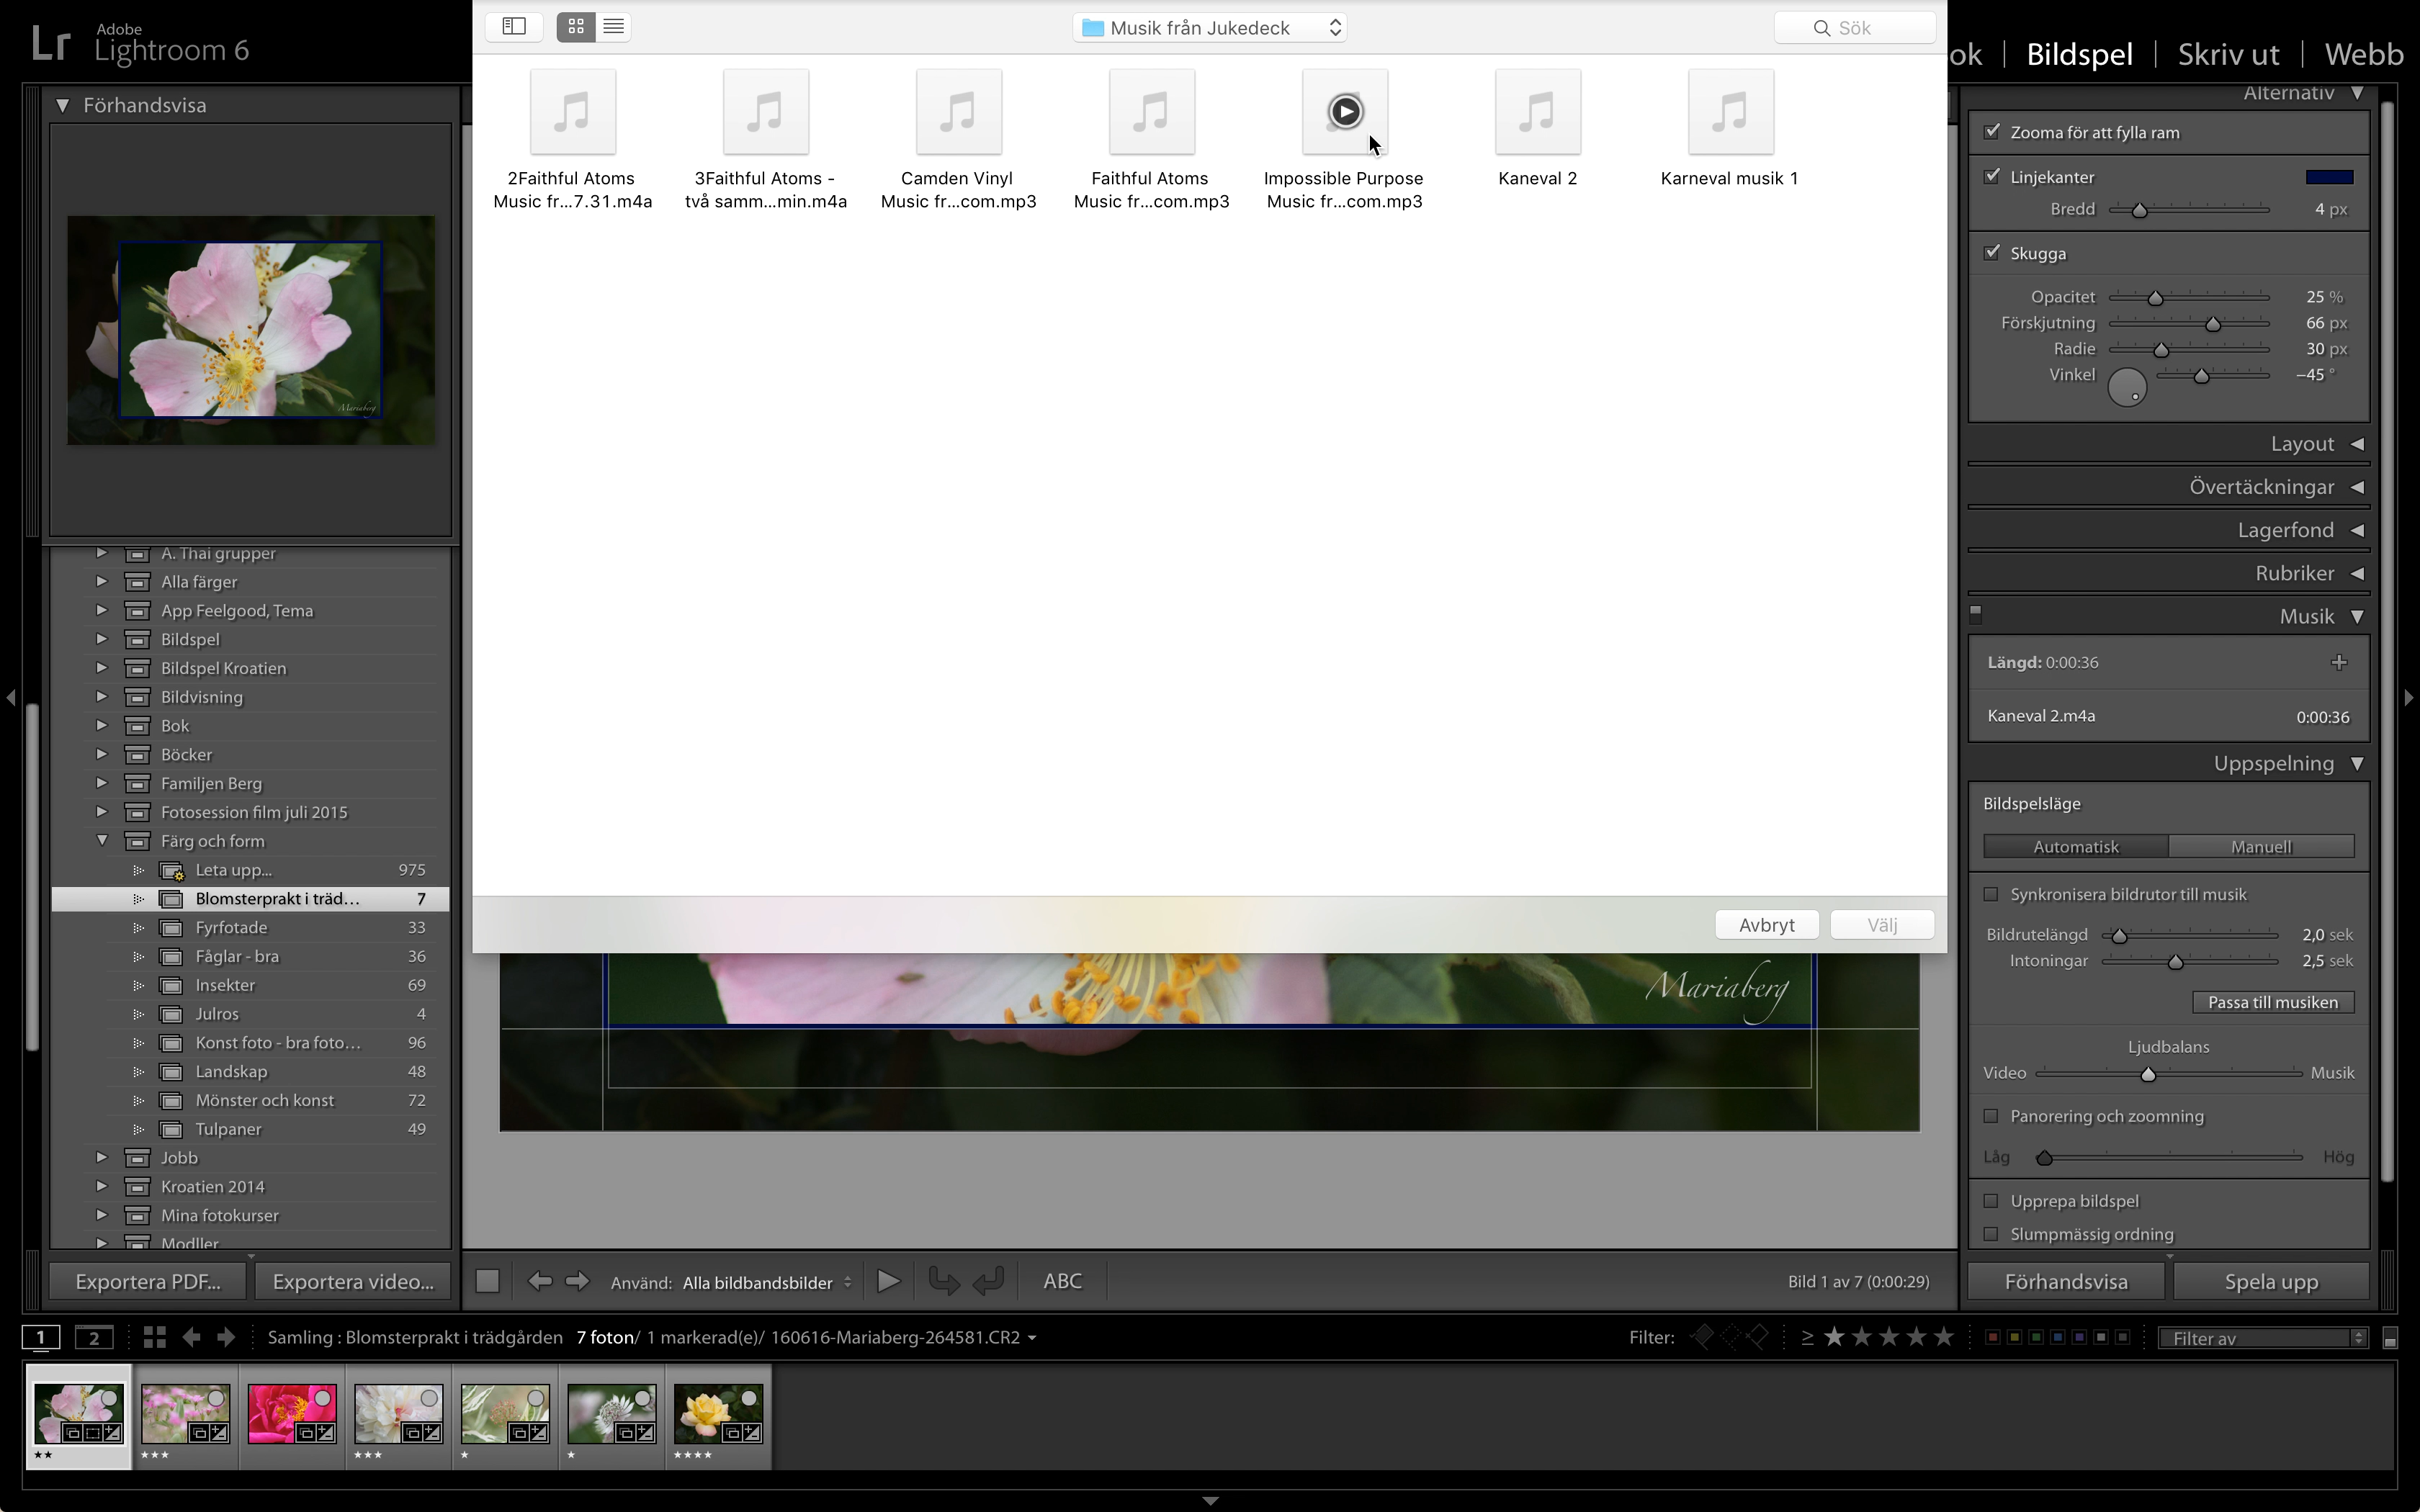 Lr Adobe
Lightroom 6
Musik från Jukedeck
Sök
ok | Bildspel | Skriv ut | Webb
Förhandsvisa
Mariaberg
A. Thai grupper
Alla färger
App Feelgood, Tema
Bildspel
Bildspel Kroatien
Bildvisning
Bok
Böcker
Familjen Berg
Fotosession film juli 2015
Färg och form
Leta upp... 975
Blomsterprakt i träd... 7
Fyrfotade 33
Fåglar - bra 36
Insekter 69
Julros 4
Konst foto - bra foto... 96
Landskap 48
Mönster och konst 72
Tulpaner 49
Jobb
Kroatien 2014
Mina fotokurser
Modller
Exportera PDF... Exportera video...
2Faithful Atoms
Music fr...7.31.m4a
3Faithful Atoms -
två samm...min.m4a
Camden Vinyl
Music fr...com.mp3
Faithful Atoms
Music fr...com.mp3
Impossible Purpose
Music fr...com.mp3
Kaneval 2
Karneval musik 1
Avbryt Välj
Mariaberg
Använd: Alla bildbandsbilder
ABC
Bild 1 av 7 (0:00:29)
Alternativ
Zooma för att fylla ram
Linjekanter
Bredd 4 px
Skugga
Opacitet 25 %
Förskjutning 66 px
Radie 30 px
Vinkel −45 °
Layout
Övertäckningar
Lagerfond
Rubriker
Musik
Längd: 0:00:36 +
Kaneval 2.m4a 0:00:36
Uppspelning
Bildspelsläge
Automatisk Manuell
Synkronisera bildrutor till musik
Bildrutelängd 2,0 sek
Intoningar 2,5 sek
Passa till musiken
Ljudbalans
Video Musik
Panorering och zoomning
Låg Hög
Upprepa bildspel
Slumpmässig ordning
Förhandsvisa Spela upp
1 2 Samling : Blomsterprakt i trädgården 7 foton/ 1 markerad(e)/ 160616-Mariaberg-264581.CR2
Filter: ≥ ★★★★★ Filter av